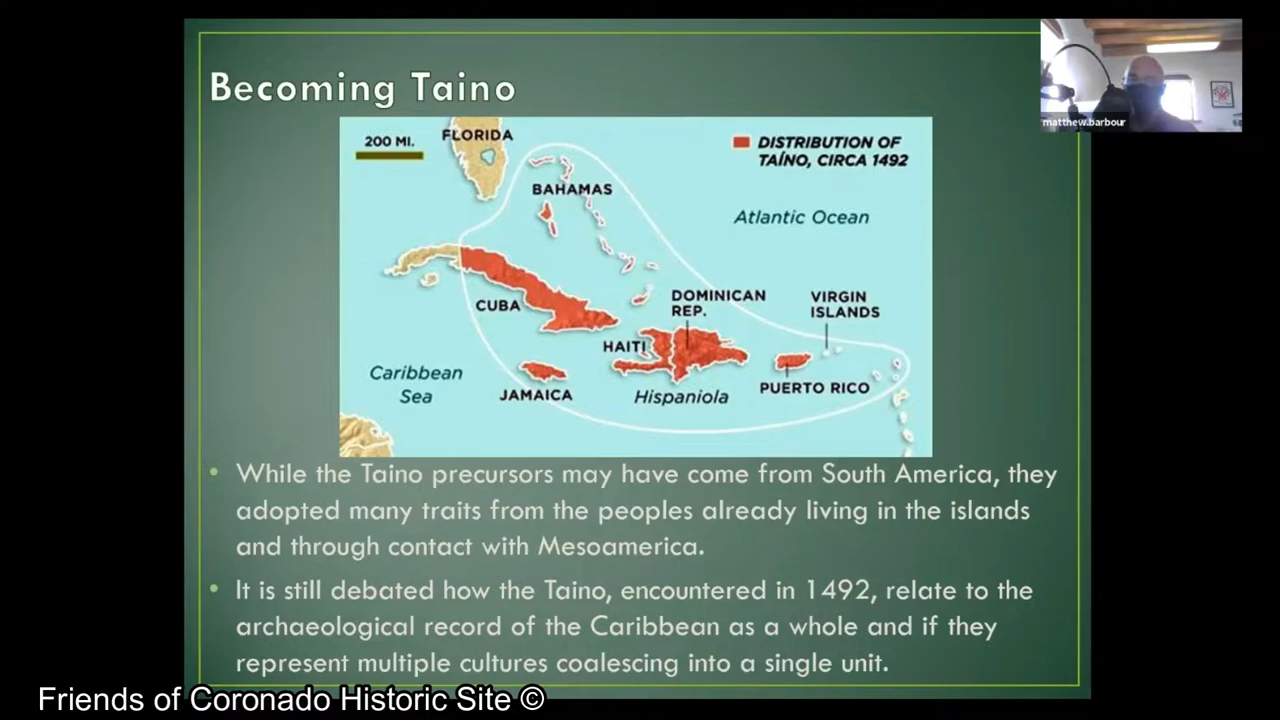 Becoming Taino
matthew.barbour
200 MI.
FLORIDA
DISTRIBUTION OF
TAÍNO, CIRCA 1492
BAHAMAS
Atlantic Ocean
CUBA
DOMINICAN
REP.
VIRGIN
ISLANDS
HAITI
Caribbean
Sea
JAMAICA
Hispaniola
PUERTO RICO
• While the Taino precursors may have come from South America, they
adopted many traits from the peoples already living in the islands
and through contact with Mesoamerica.
• It is still debated how the Taino, encountered in 1492, relate to the
archaeological record of the Caribbean as a whole and if they
represent multiple cultures coalescing into a single unit.
Friends of Coronado Historic Site ©